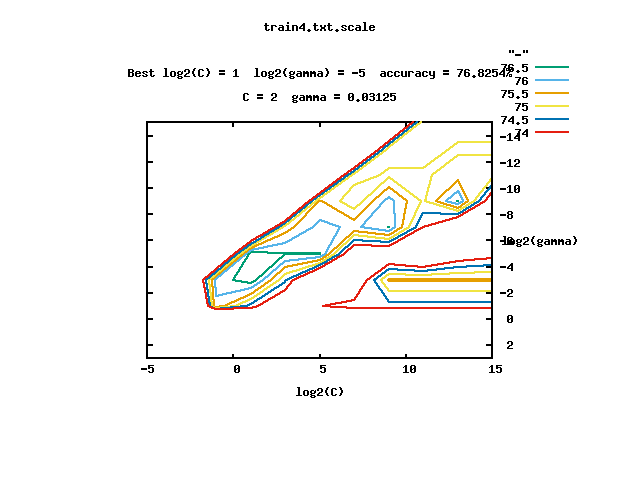 train4.txt.scale
"-"
Best log2(C) = 1  log2(gamma) = -5  accuracy = 76.8254%
76.5
76
C = 2  gamma = 0.03125
75.5
75
74.5
74
-14
-12
-10
-8
-6
log2(gamma)
-4
-2
0
2
-5 0 5 10 15
log2(C)